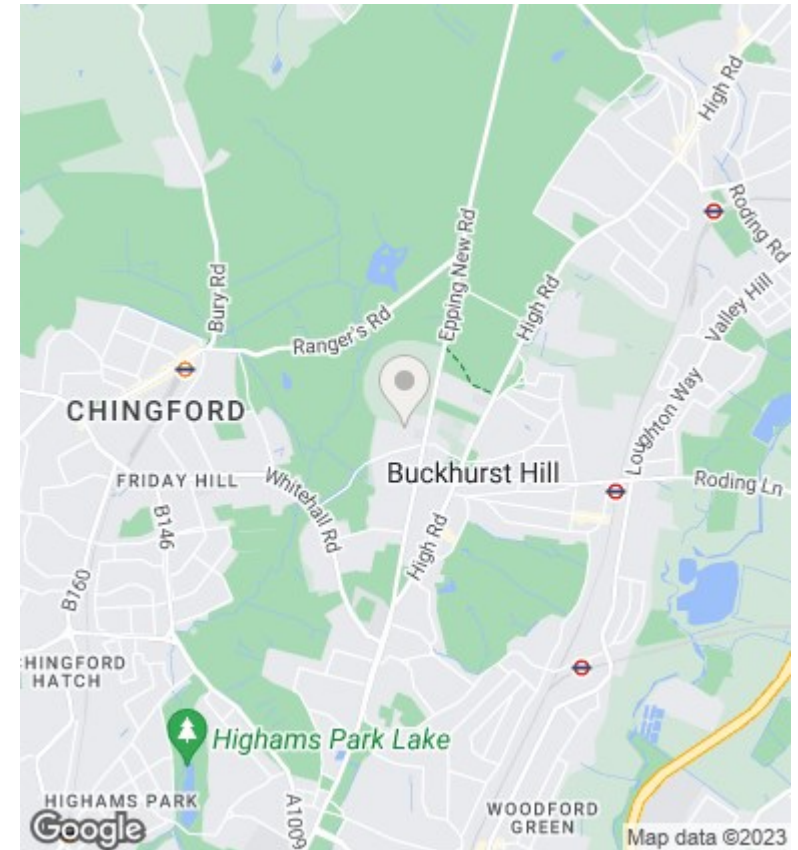 High Rd
Roding Rd
Bury Rd
Epping New Rd
High Rd
Valley Hill
Ranger's Rd
CHINGFORD
Loughton Way
Buckhurst Hill
FRIDAY HILL
Whitehall Rd
Roding Ln
B146
High Rd
B160
HINGFORD
HATCH
Highams Park Lake
HIGHAMS PARK
A1009
WOODFORD
GREEN
Google
Map data ©2023